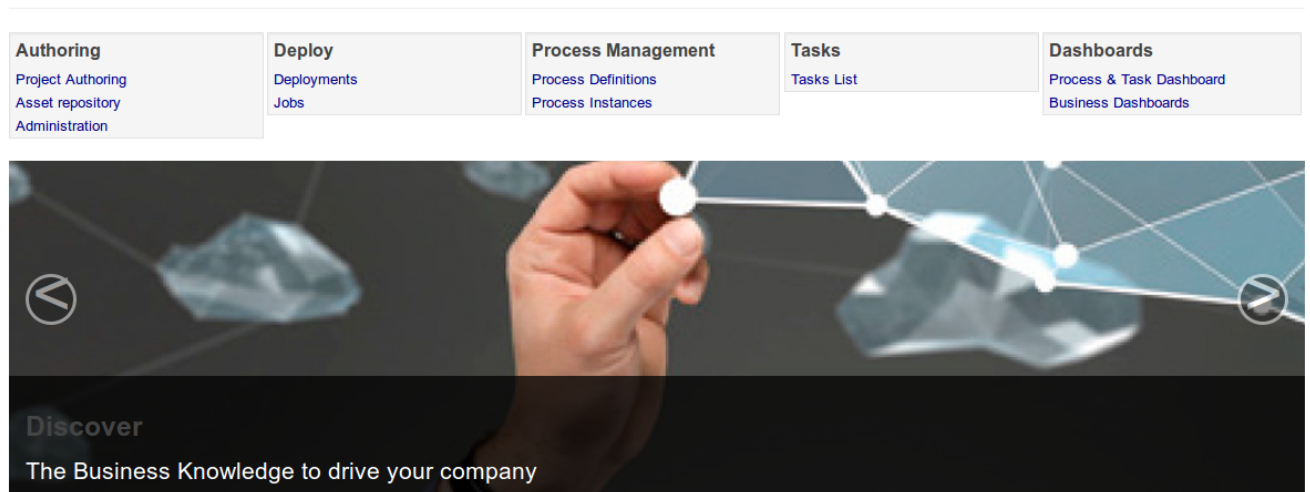 Authoring
Project Authoring
Asset repository
Administration
Deploy
Deployments
Jobs
Process Management
Process Definitions
Process Instances
Tasks
Tasks List
Dashboards
Process & Task Dashboard
Business Dashboards
<
>
Discover
The Business Knowledge to drive your company